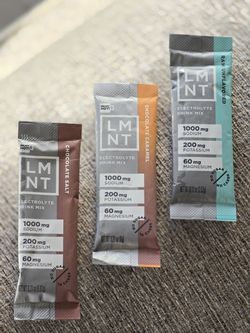 CHOCOLATE SALT
LM
NT
ELECTROLYTE
DRINK MIX
1000 mg
SODIUM
200 mg
POTASSIUM
60 mg
MAGNESIUM
CHOCOLATE CARAMEL
LM
NT
ELECTROLYTE
DRINK MIX
1000 mg
SODIUM
200 mg
POTASSIUM
60 mg
MAGNESIUM
LM
NT
ELECTROLYTE
DRINK MIX
1000 mg
SODIUM
200 mg
POTASSIUM
60 mg
MAGNESIUM